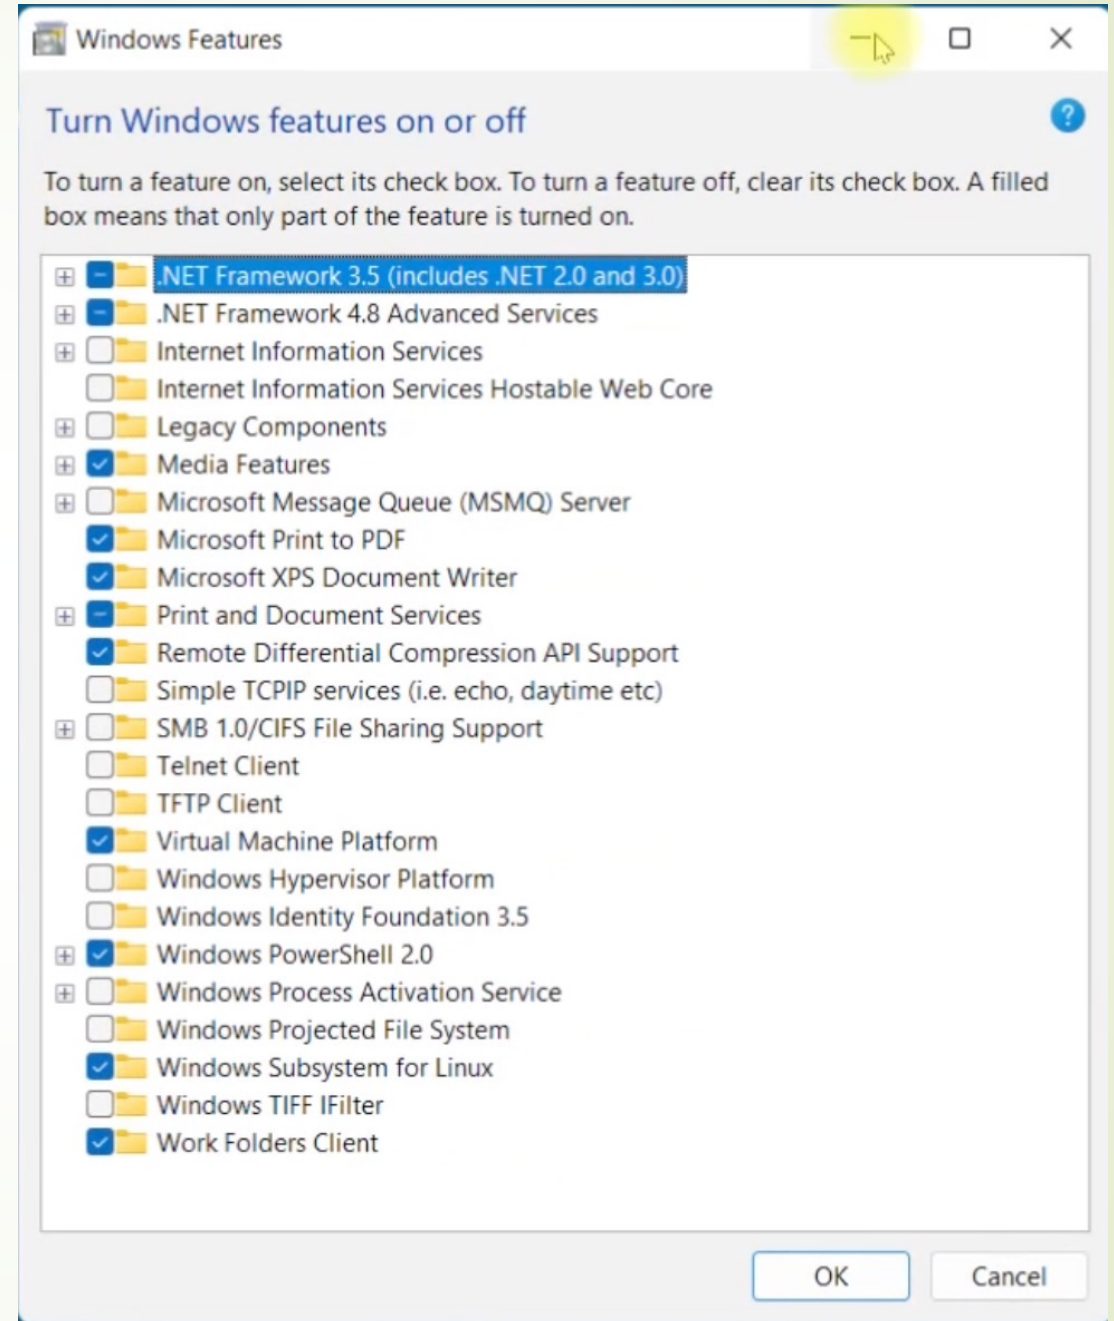 Windows Features
Turn Windows features on or off
?
To turn a feature on, select its check box. To turn a feature off, clear its check box. A filled
box means that only part of the feature is turned on.
.NET Framework 3.5 (includes .NET 2.0 and 3.0)
.NET Framework 4.8 Advanced Services
Internet Information Services
Internet Information Services Hostable Web Core
Legacy Components
Media Features
Microsoft Message Queue (MSMQ) Server
Microsoft Print to PDF
Microsoft XPS Document Writer
Print and Document Services
Remote Differential Compression API Support
Simple TCPIP services (i.e. echo, daytime etc)
SMB 1.0/CIFS File Sharing Support
Telnet Client
TFTP Client
Virtual Machine Platform
Windows Hypervisor Platform
Windows Identity Foundation 3.5
Windows PowerShell 2.0
Windows Process Activation Service
Windows Projected File System
Windows Subsystem for Linux
Windows TIFF IFilter
Work Folders Client
OK Cancel